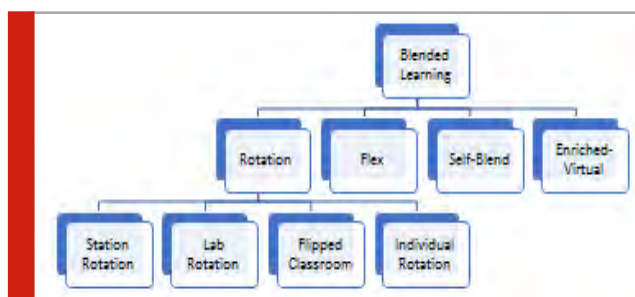 Blended
Learning
Rotation
Flex
Self-Blend
Enriched-
Virtual
Station
Rotation
Lab
Rotation
Flipped
Classroom
Individual
Rotation